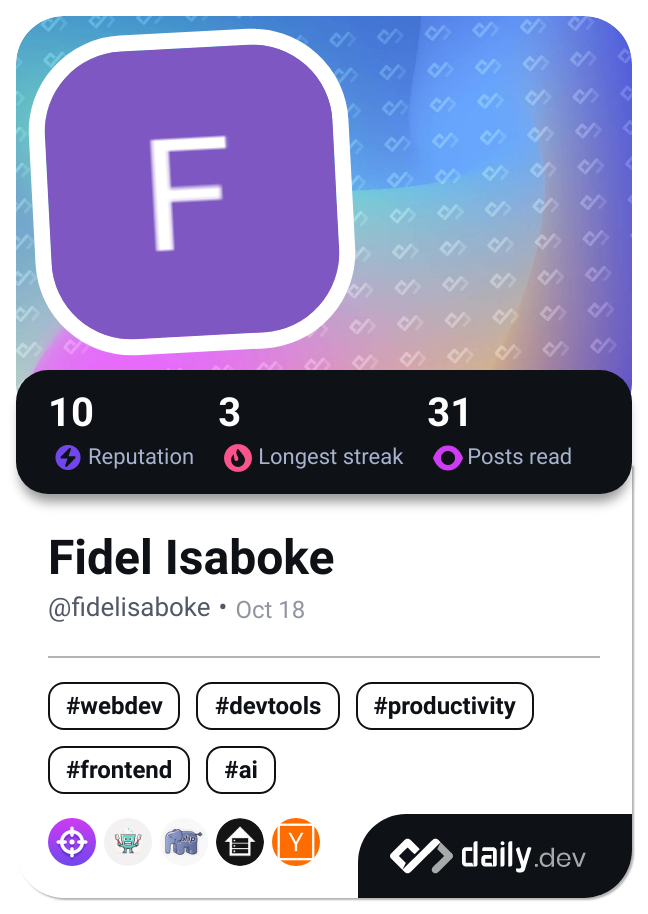 F
10 3 31
Reputation Longest streak Posts read
Fidel Isaboke
@fidelisaboke • Oct 18
#webdev #devtools #productivity
#frontend #ai
php Y daily.dev